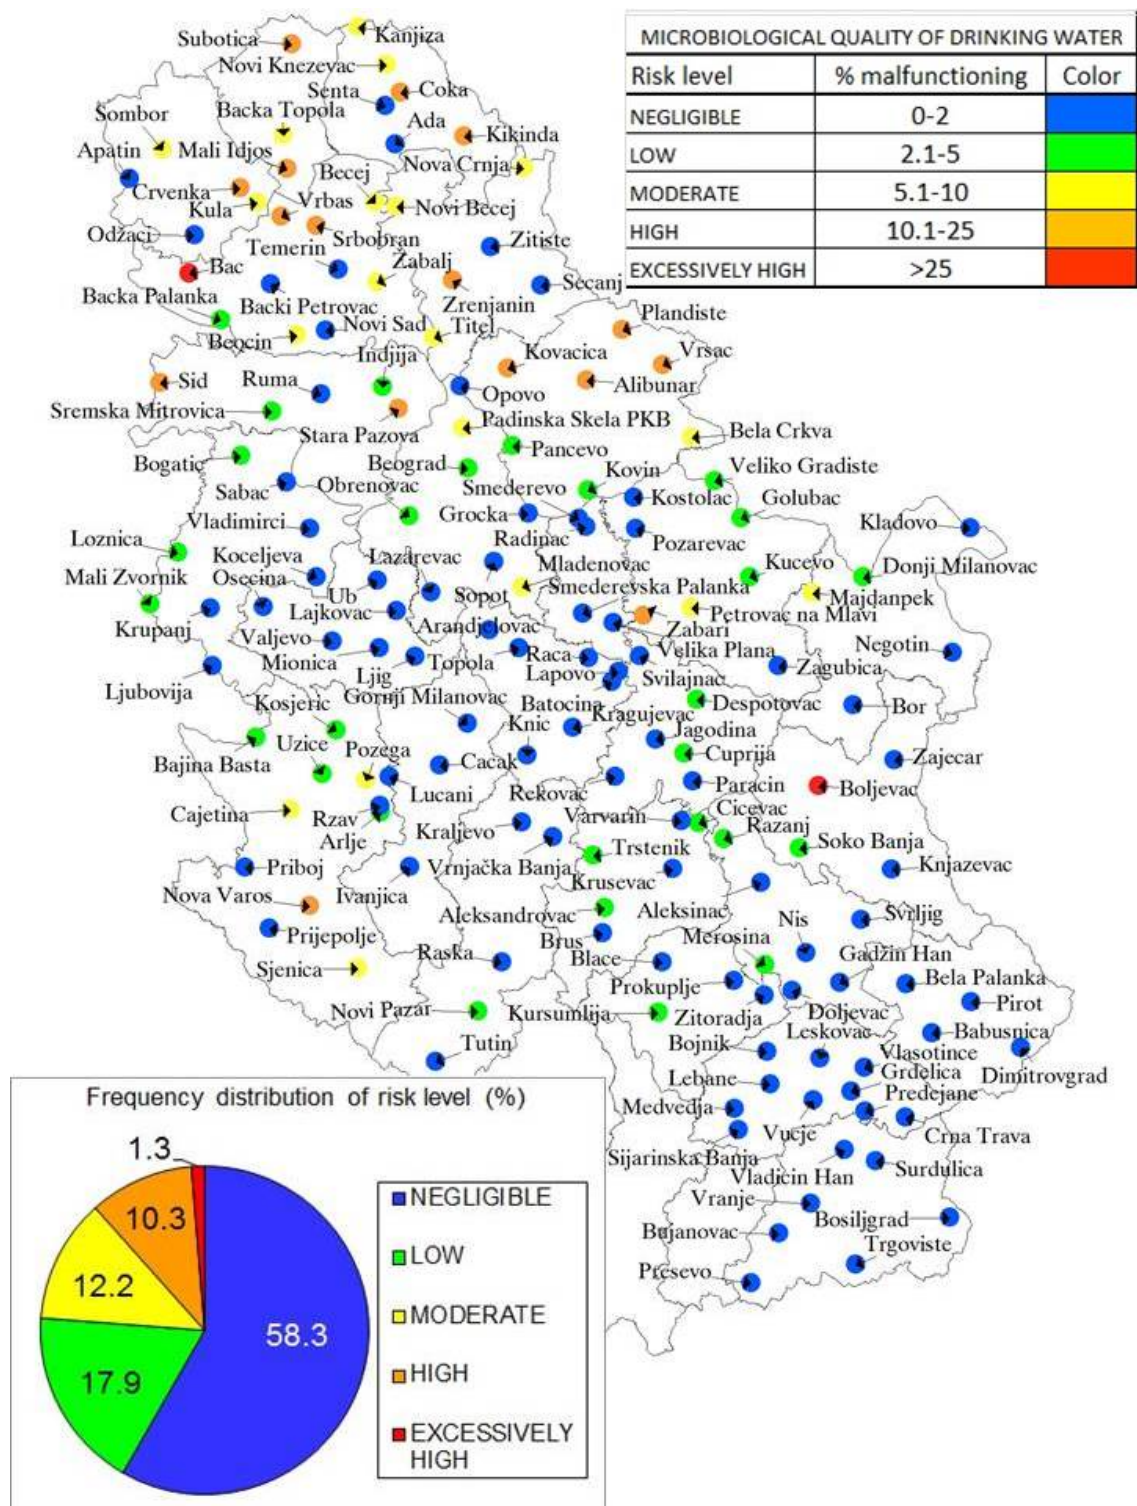 MICROBIOLOGICAL QUALITY OF DRINKING WATER
Risk level % malfunctioning Color
NEGLIGIBLE 0-2
LOW 2.1-5
MODERATE 5.1-10
HIGH 10.1-25
EXCESSIVELY HIGH >25
Subotica
Kanjiza
Novi Knezevac
Senta
Coka
Sombor
Backa Topola
Ada
Kikinda
Apatin
Mali Idjos
Nova Crnja
Becej
Crvenka
Kula
Vrbas
Novi Becej
Odžaci
Temerin
Srbobran
Zitiste
Bac
Žabalj
Secanj
Backa Palanka
Backi Petrovac
Zrenjanin
Plandiste
Beocin
Novi Sad
Titel
Indjija
Kovacica
Vrsac
Sid
Ruma
Opovo
Alibunar
Sremska Mitrovica
Padinska Skela PKB
Stara Pazova
Bela Crkva
Bogatic
Beograd
Pancevo
Kovin
Veliko Gradiste
Sabac
Obrenovac
Smederevo
Kostolac
Golubac
Vladimirci
Grocka
Kladovo
Loznica
Radinac
Pozarevac
Koceljeva
Lazarevac
Mladenovac
Kucevo
Donji Milanovac
Mali Zvornik
Osecina
Ub
Sopot
Smederevska Palanka
Majdanpek
Krupanj
Lajkovac
Arandjelovac
Petrovac na Mlavi
Zabari
Valjevo
Negotin
Mionica
Ljig
Topola
Raca
Velika Plana
Zagubica
Ljubovija
Lapovo
Svilajnac
Kosjeric
Gornji Milanovac
Batocina
Despotovac
Bor
Knic
Kragujevac
Jagodina
Uzice
Pozega
Cuprija
Zajecar
Bajina Basta
Cacak
Lucani
Rekovac
Paracin
Boljevac
Cajetina
Rzav
Arlje
Kraljevo
Varvarin
Cicevac
Razanj
Soko Banja
Priboj
Vrnjačka Banja
Trstenik
Knjazevac
Nova Varos
Ivanjica
Krusevac
Aleksandrovac
Aleksinac
Svrljig
Nis
Prijepolje
Brus
Merosina
Gadžin Han
Sjenica
Raska
Blace
Bela Palanka
Prokuplje
Pirot
Novi Pazar
Kursumlija
Zitoradja
Doljevac
Babusnica
Tutin
Bojnik
Leskovac
Vlasotince
Dimitrovgrad
Lebane
Grdelica
Predejane
Medvedja
Vucje
Crna Trava
Sijarinska Banja
Vladicin Han
Surdulica
Vranje
Bosiljgrad
Bujanovac
Trgoviste
Presevo
Frequency distribution of risk level (%)
1.3
10.3
12.2
17.9
58.3
NEGLIGIBLE
LOW
MODERATE
HIGH
EXCESSIVELY
HIGH